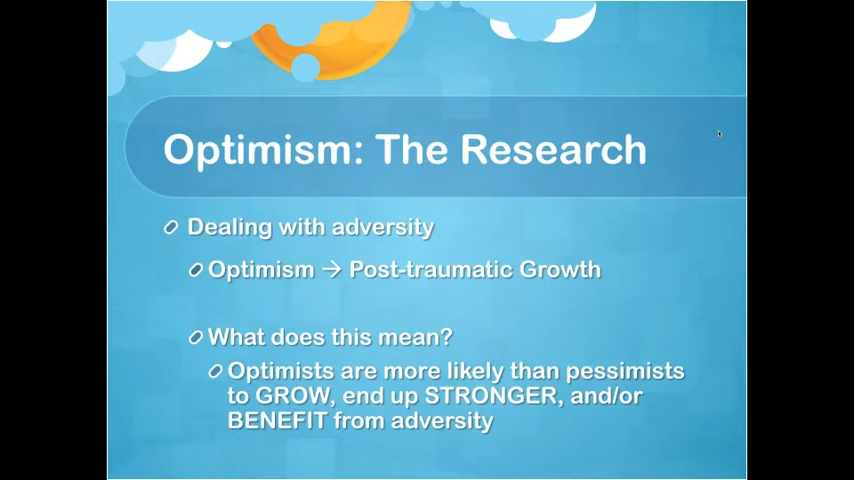 Optimism: The Research
Dealing with adversity
Optimism → Post-traumatic Growth
What does this mean?
Optimists are more likely than pessimists
to GROW, end up STRONGER, and/or
BENEFIT from adversity